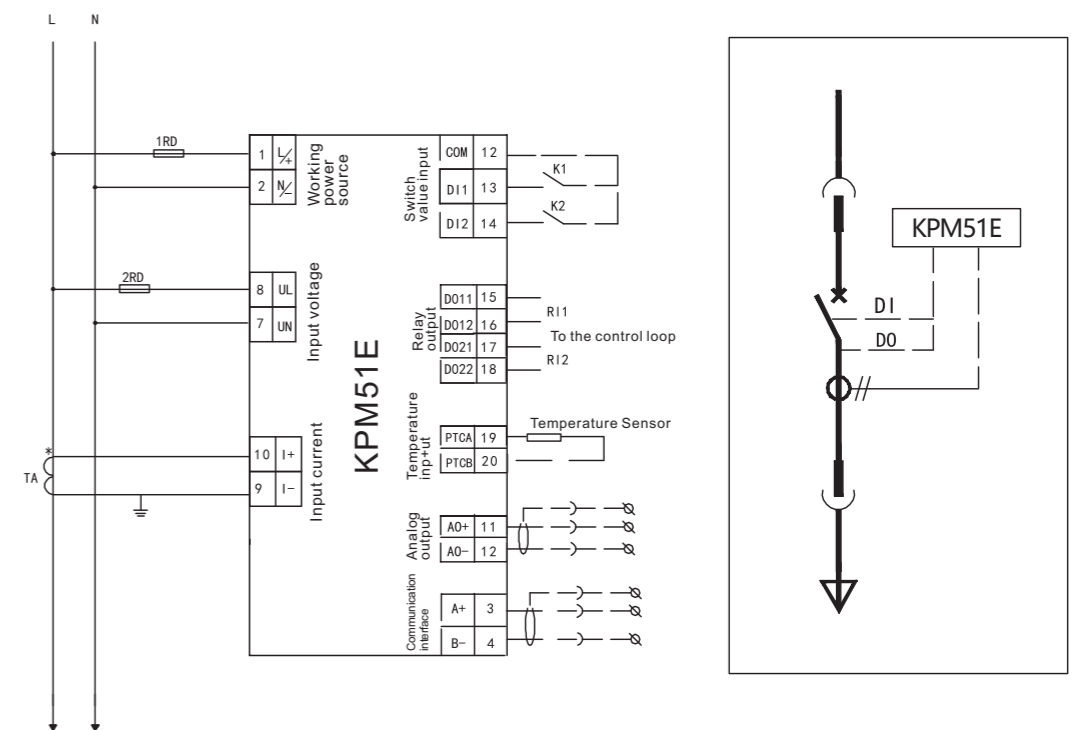 L N
1RD
1 L/+
2 N/-
Working
power
source
2RD
8 UL
7 UN
Input voltage
*
TA
10 I+
9 I-
Input current
KPM51E
COM 12
DI1 13
DI2 14
Switch
value input
K1
K2
DO11 15
DO12 16
DO21 17
DO22 18
Relay
output
RI1
To the control loop
RI2
PTCA 19
PTCB 20
Temperature
inp+ut
Temperature Sensor
AO+ 11
AO- 12
Analog
output
A+ 3
B- 4
Communication
interface
KPM51E
DI
DO